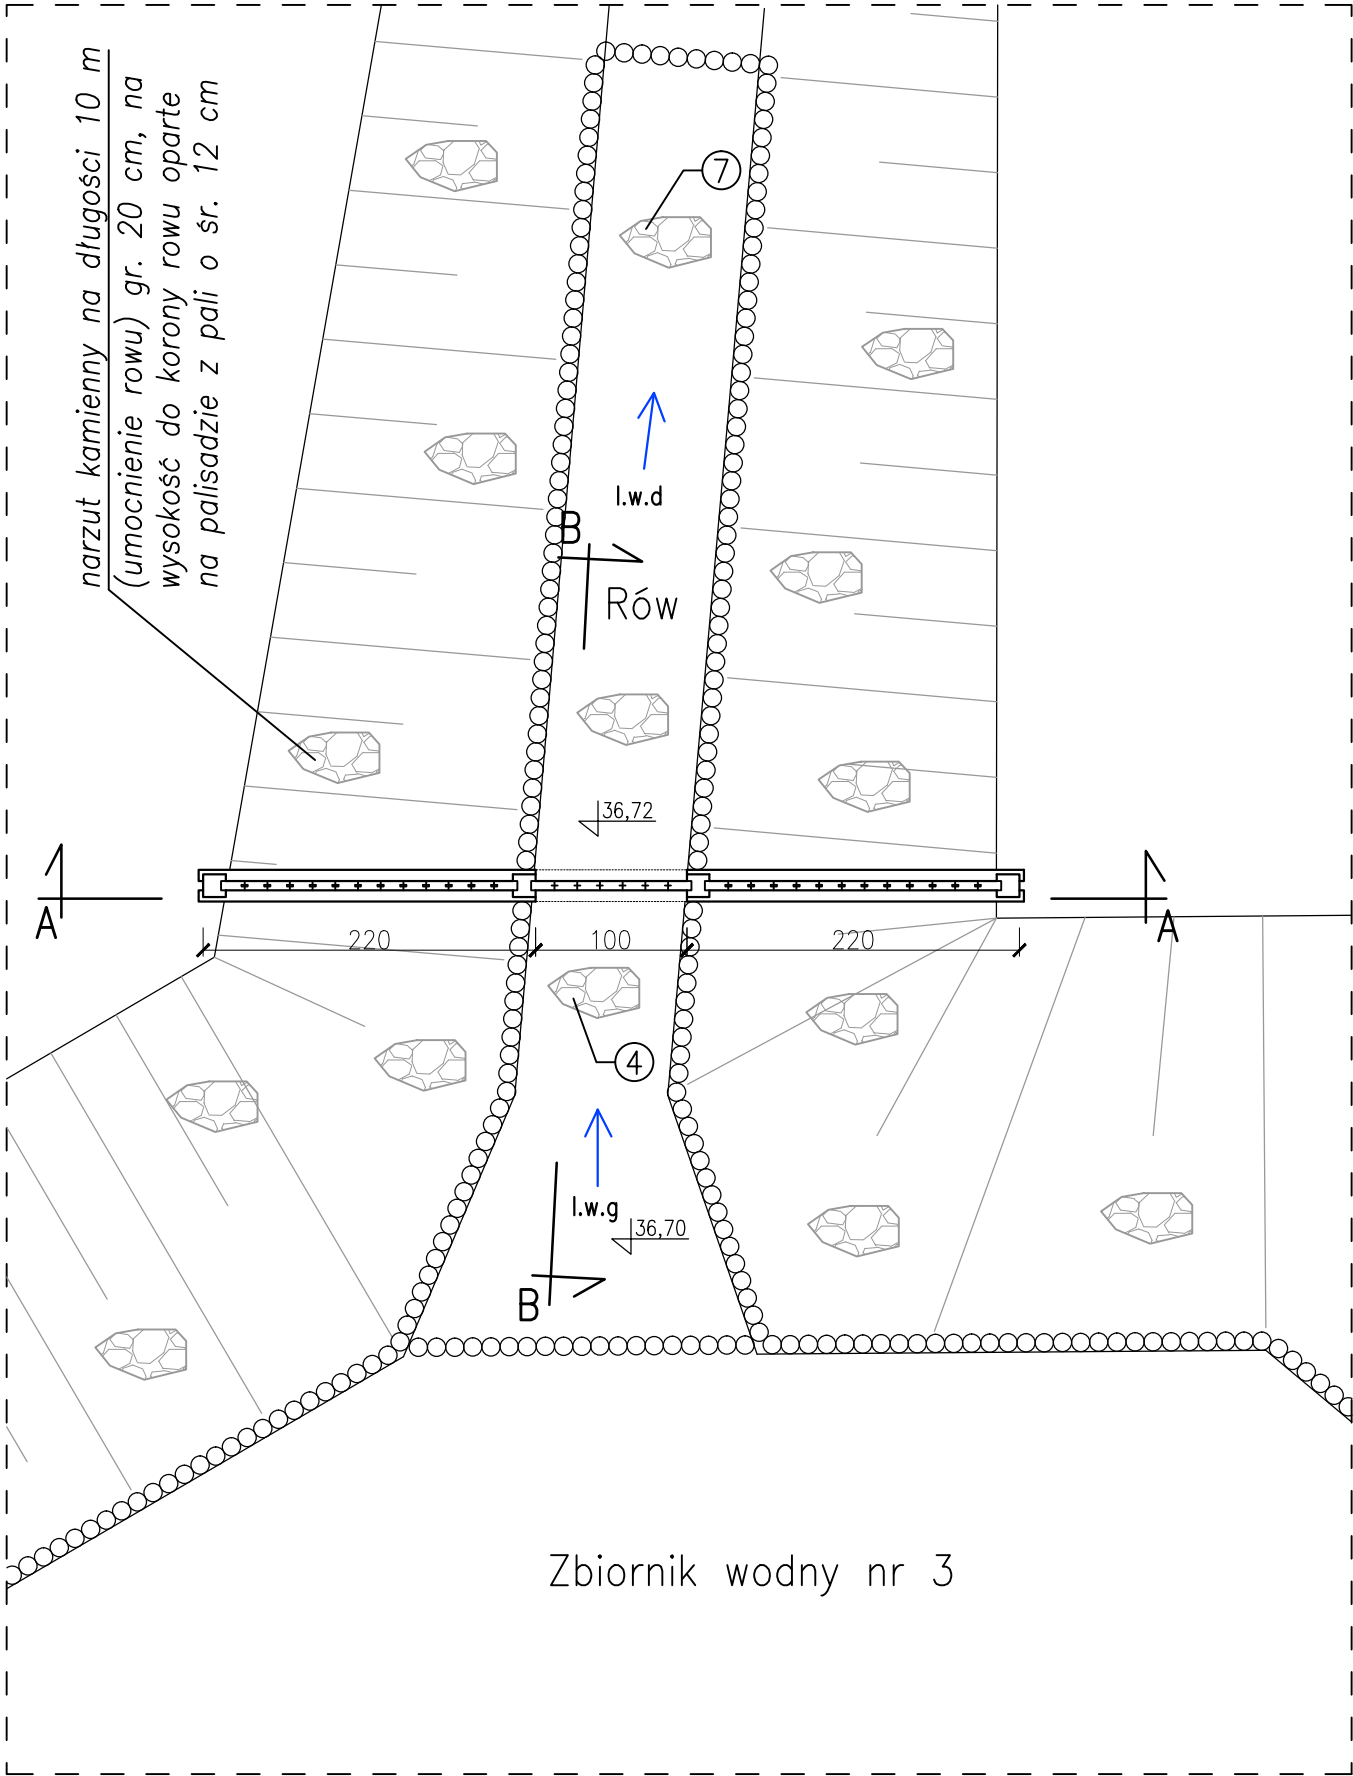 narzut kamienny na długości 10 m
(umocnienie rowu) gr. 20 cm, na
wysokość do korony rowu oparte
na palisadzie z pali o śr. 12 cm
7
l.w.d
B
Rów
36,72
A
A
220
100
220
4
l.w.g
36,70
B
Zbiornik wodny nr 3